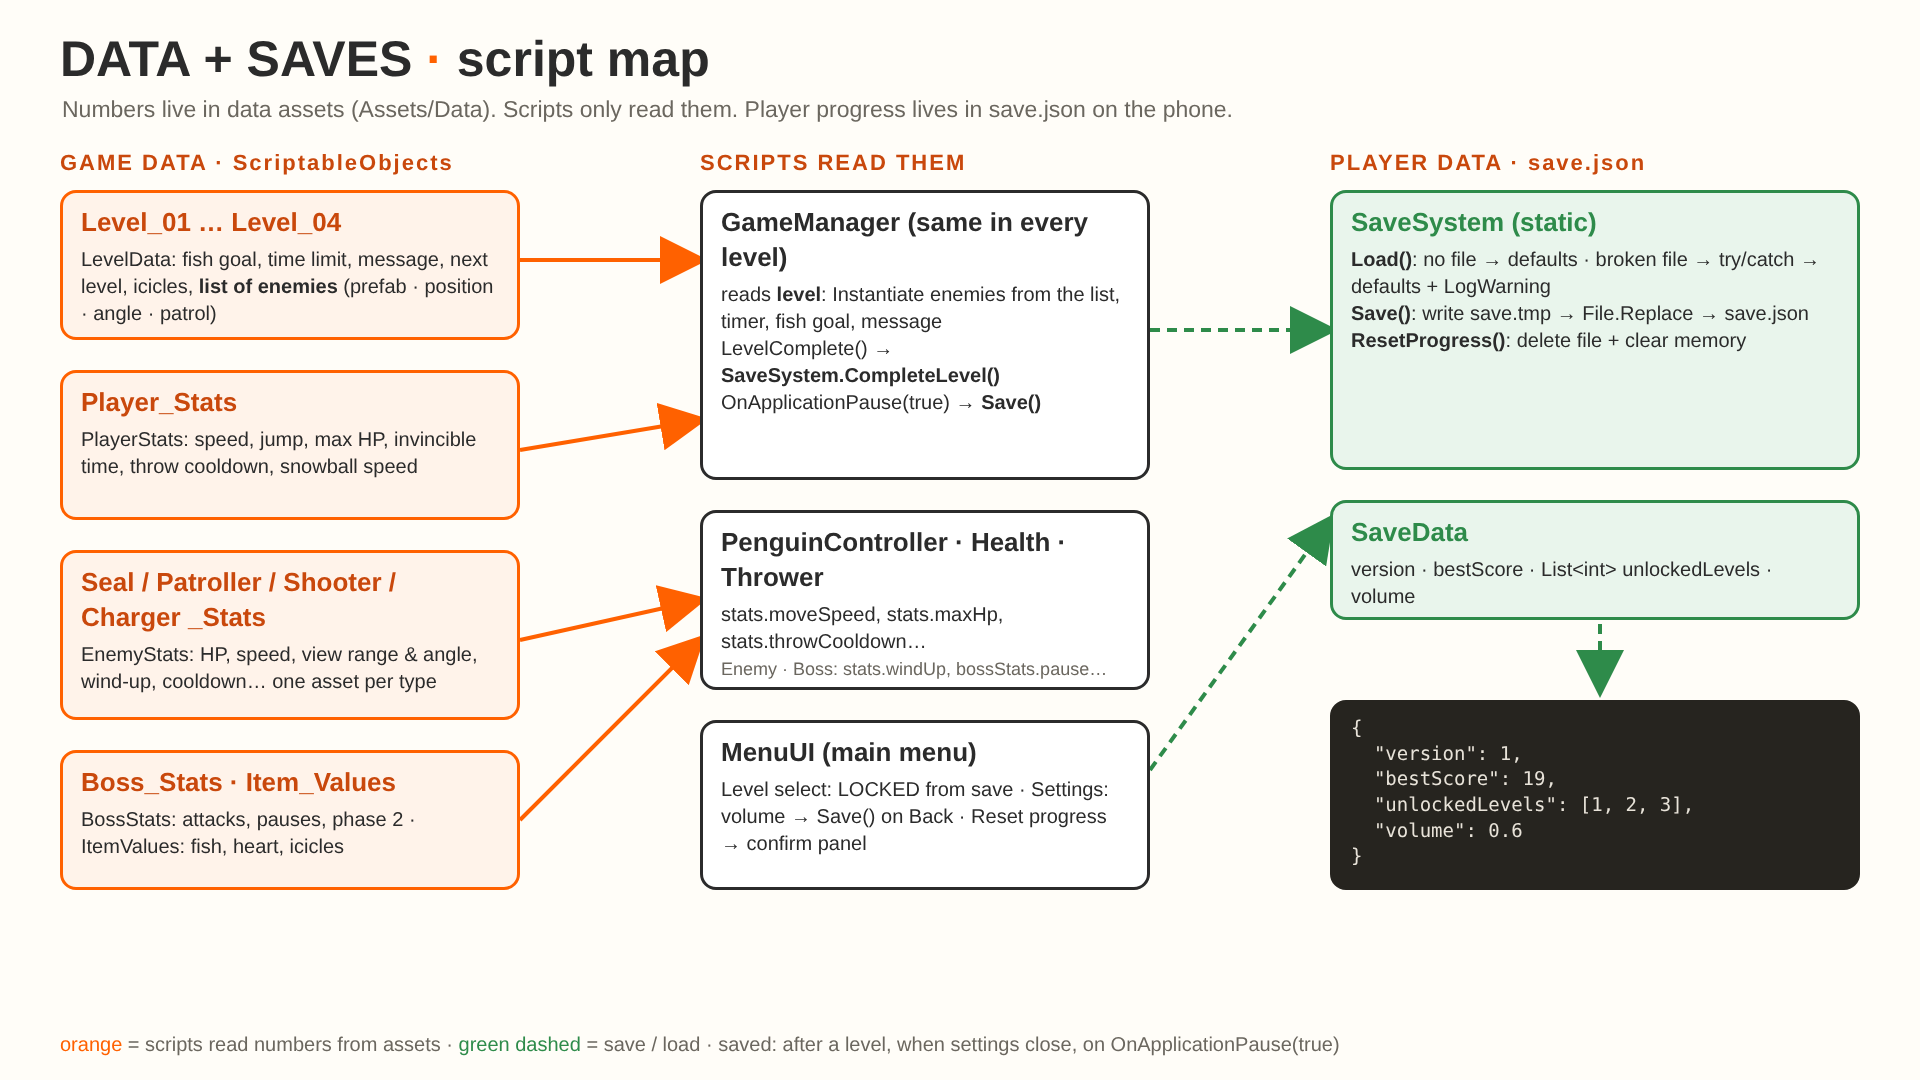 DATA + SAVES · script map
Numbers live in data assets (Assets/Data). Scripts only read them. Player progress lives in save.json on the phone.
GAME DATA · ScriptableObjects
Level_01 … Level_04
LevelData: fish goal, time limit, message, next
level, icicles, list of enemies (prefab · position
· angle · patrol)
Player_Stats
PlayerStats: speed, jump, max HP, invincible
time, throw cooldown, snowball speed
Seal / Patroller / Shooter /
Charger _Stats
EnemyStats: HP, speed, view range & angle,
wind-up, cooldown… one asset per type
Boss_Stats · Item_Values
BossStats: attacks, pauses, phase 2 ·
ItemValues: fish, heart, icicles
SCRIPTS READ THEM
GameManager (same in every
level)
reads level: Instantiate enemies from the list,
timer, fish goal, message
LevelComplete() →
SaveSystem.CompleteLevel()
OnApplicationPause(true) → Save()
PenguinController · Health ·
Thrower
stats.moveSpeed, stats.maxHp,
stats.throwCooldown…
Enemy · Boss: stats.windUp, bossStats.pause…
MenuUI (main menu)
Level select: LOCKED from save · Settings:
volume → Save() on Back · Reset progress
→ confirm panel
PLAYER DATA · save.json
SaveSystem (static)
Load(): no file → defaults · broken file → try/catch →
defaults + LogWarning
Save(): write save.tmp → File.Replace → save.json
ResetProgress(): delete file + clear memory
SaveData
version · bestScore · List<int> unlockedLevels ·
volume
{
"version": 1,
"bestScore": 19,
"unlockedLevels": [1, 2, 3],
"volume": 0.6
}
orange = scripts read numbers from assets · green dashed = save / load · saved: after a level, when settings close, on OnApplicationPause(true)